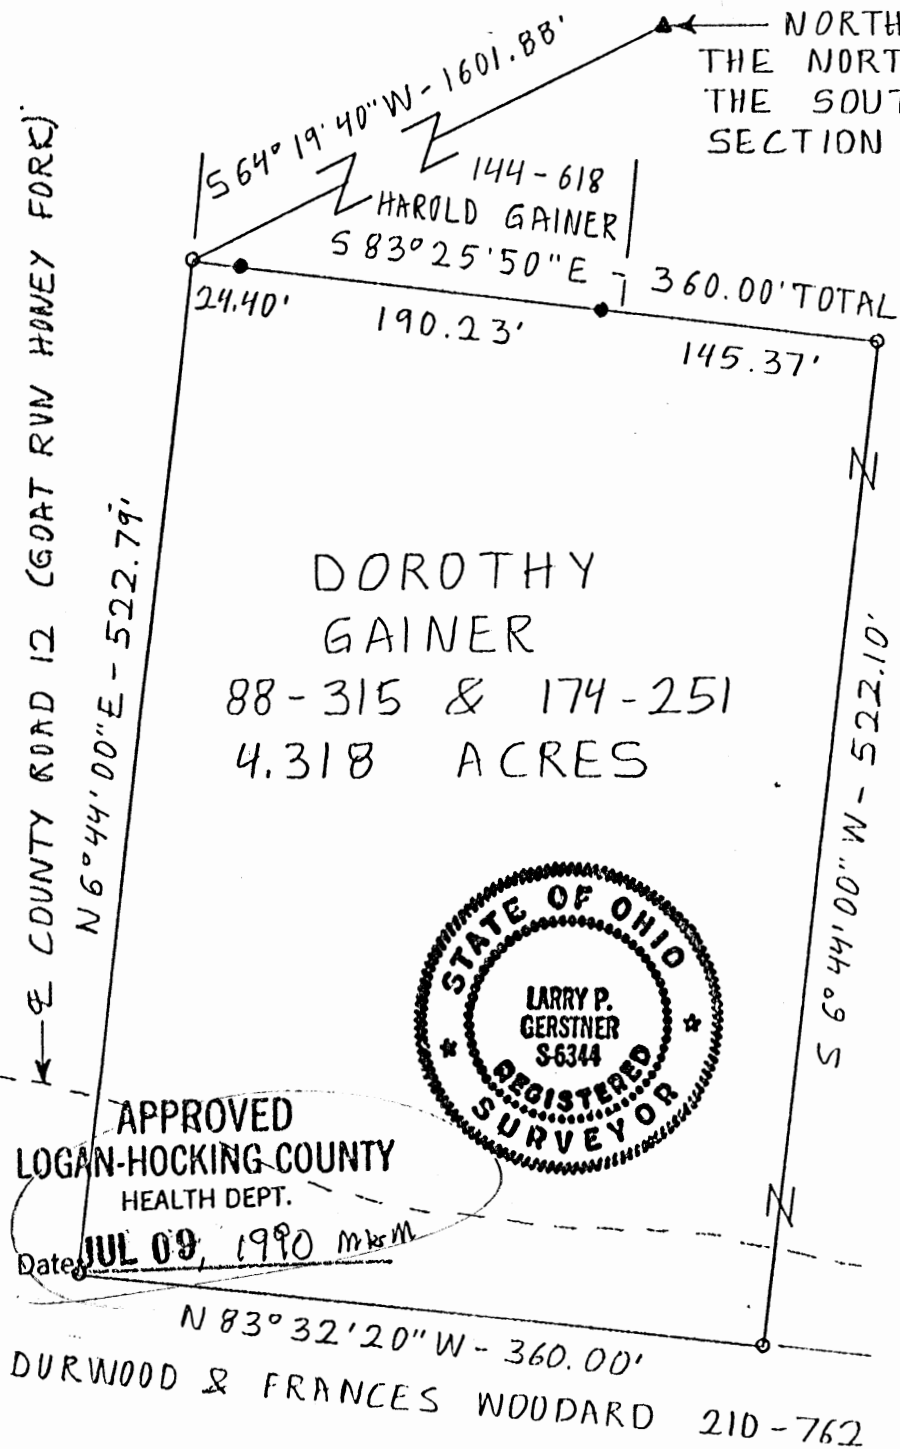 NORTH
THE NORT
THE SOUT
SECTION
S 64° 19' 40" W - 1601.88'
144-618
HAROLD GAINER
S 83° 25' 50" E - 360.00' TOTAL
24.40'
190.23'
145.37'
℄ COUNTY ROAD 12 (GOAT RUN HONEY FORK)
N 6° 44' 00" E - 522.79'
DOROTHY
GAINER
88-315 & 174-251
4.318 ACRES
S 6° 44' 00" W - 522.10'
STATE OF OHIO
LARRY P.
GERSTNER
S-6344
REGISTERED
SURVEYOR
APPROVED
LOGAN-HOCKING COUNTY
HEALTH DEPT.
Date JUL 09, 1990
N 83° 32' 20" W - 360.00'
DURWOOD & FRANCES WOODARD 210-762